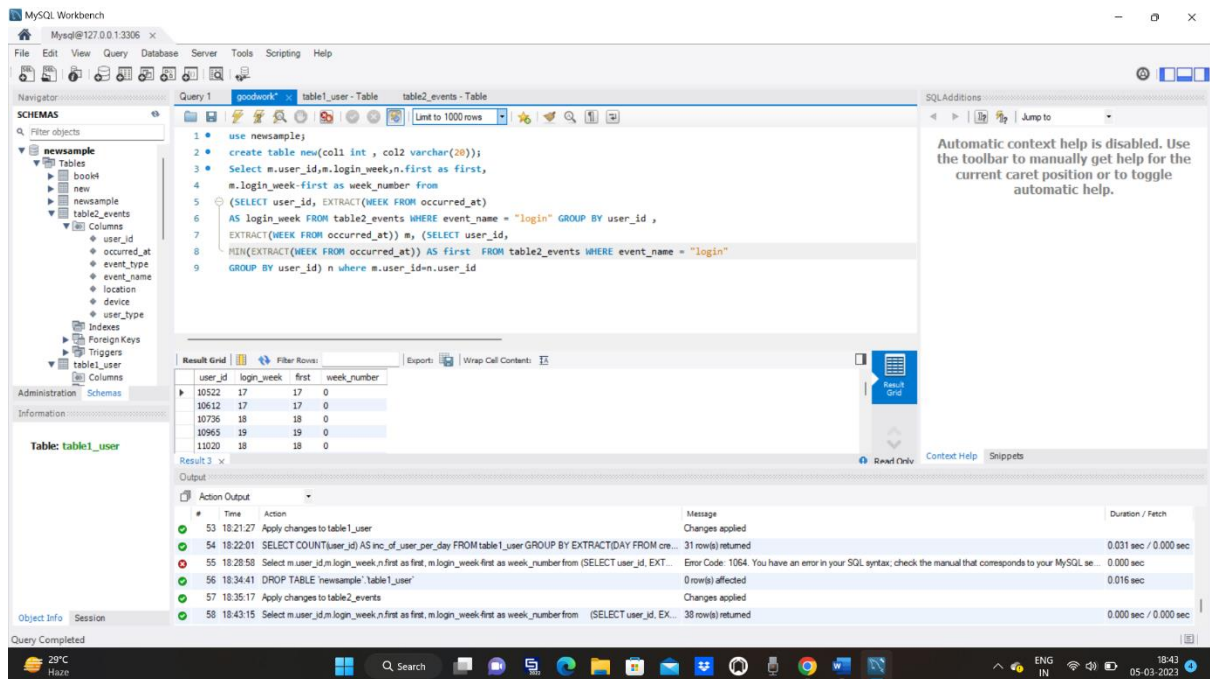 MySQL Workbench
Mysql@127.0.0.1:3306
File Edit View Query Database Server Tools Scripting Help
Navigator
SCHEMAS
Filter objects
newsample
Tables
book4
new
newsample
table2_events
Columns
user_id
occurred_at
event_type
event_name
location
device
user_type
Indexes
Foreign Keys
Triggers
table1_user
Columns
Administration Schemas
Information
Table: table1_user
Object Info Session
Query 1 goodwork* table1_user - Table table2_events - Table
Limit to 1000 rows
1 use newsample;
2 create table new(col1 int , col2 varchar(20));
3 Select m.user_id,m.login_week,n.first as first,
4 m.login_week-first as week_number from
5 (SELECT user_id, EXTRACT(WEEK FROM occurred_at)
6 AS login_week FROM table2_events WHERE event_name = "login" GROUP BY user_id ,
7 EXTRACT(WEEK FROM occurred_at)) m, (SELECT user_id,
8 MIN(EXTRACT(WEEK FROM occurred_at)) AS first FROM table2_events WHERE event_name = "login"
9 GROUP BY user_id) n where m.user_id=n.user_id
Result Grid Filter Rows: Export: Wrap Cell Content:
user_id login_week first week_number
10522 17 17 0
10612 17 17 0
10736 18 18 0
10965 19 19 0
11020 18 18 0
Result Grid
Result 3 Read Only
SQLAdditions
Jump to
Automatic context help is disabled. Use
the toolbar to manually get help for the
current caret position or to toggle
automatic help.
Context Help Snippets
Output
Action Output
# Time Action Message Duration / Fetch
53 18:21:27 Apply changes to table1_user Changes applied
54 18:22:01 SELECT COUNT(user_id) AS inc_of_user_per_day FROM table1_user GROUP BY EXTRACT(DAY FROM cre... 31 row(s) returned 0.031 sec / 0.000 sec
55 18:28:58 Select m.user_id,m.login_week,n.first as first, m.login_week-first as week_number from (SELECT user_id, EXT... Error Code: 1064. You have an error in your SQL syntax; check the manual that corresponds to your MySQL se... 0.000 sec
56 18:34:41 DROP TABLE `newsample`.`table1_user` 0 row(s) affected 0.016 sec
57 18:35:17 Apply changes to table2_events Changes applied
58 18:43:15 Select m.user_id,m.login_week,n.first as first, m.login_week-first as week_number from (SELECT user_id, EX... 38 row(s) returned 0.000 sec / 0.000 sec
Query Completed
29°C
Haze
Search
ENG
IN
18:43
05-03-2023
4